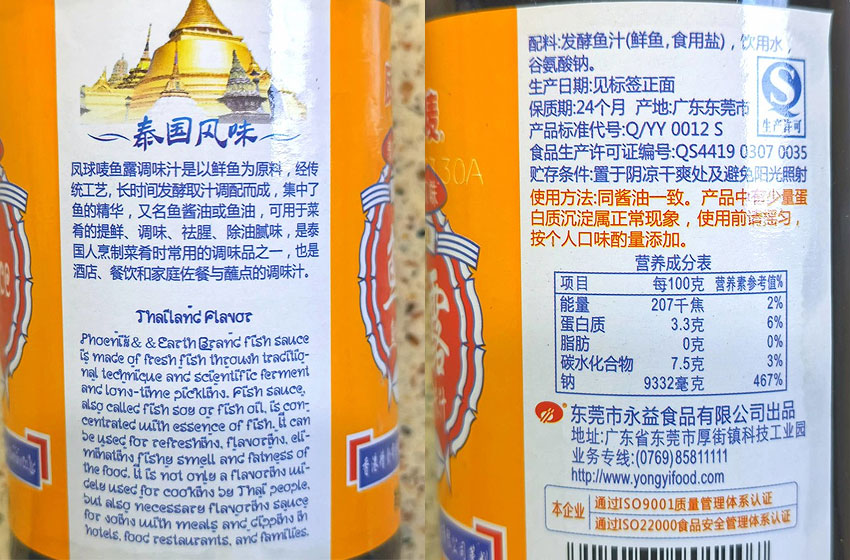 泰国风味
凤球唛鱼露调味汁是以鲜鱼为原料，经传
统工艺，长时间发酵取汁调配而成，集中了
鱼的精华，又名鱼酱油或鱼油，可用于菜
肴的提鲜、调味、祛腥、除油腻味，是泰
国人烹制菜肴时常用的调味品之一，也是
酒店、餐饮和家庭佐餐与蘸点的调味汁。
Thailand Flavor
Phoenix & Earth Brand fish sauce
is made of fresh fish through traditio-
nal technique and scientific ferment
and long-time pickling. Fish sauce,
also called fish soy or fish oil, is con-
centrated with essence of fish. It can
be used for refreshing, flavoring, eli-
minating fishy smell and fatness of
the food. It is not only a flavoring wi-
dely used for cooking by Thai people,
but also necessary flavoring sauce
for going with meals and dipping in
hotels, food restaurants, and families.
配料:发酵鱼汁(鲜鱼,食用盐)，饮用水，
谷氨酸钠。
生产日期:见标签正面
保质期:24个月 产地:广东东莞市
产品标准代号:Q/YY 0012 S
食品生产许可证编号:QS4419 0307 0035
贮存条件:置于阴凉干爽处及避免阳光照射
生产许可
使用方法:同酱油一致。产品中有少量蛋
白质沉淀属正常现象，使用前请摇匀，
按个人口味酌量添加。
营养成分表
项目 每100克 营养素参考值%
能量 207千焦 2%
蛋白质 3.3克 6%
脂肪 0克 0%
碳水化合物 7.5克 3%
钠 9332毫克 467%
东莞市永益食品有限公司出品
地址:广东省东莞市厚街镇科技工业园
业务专线:(0769)85811111
http://www.yongyifood.com
本企业 通过ISO9001质量管理体系认证
通过ISO22000食品安全管理体系认证